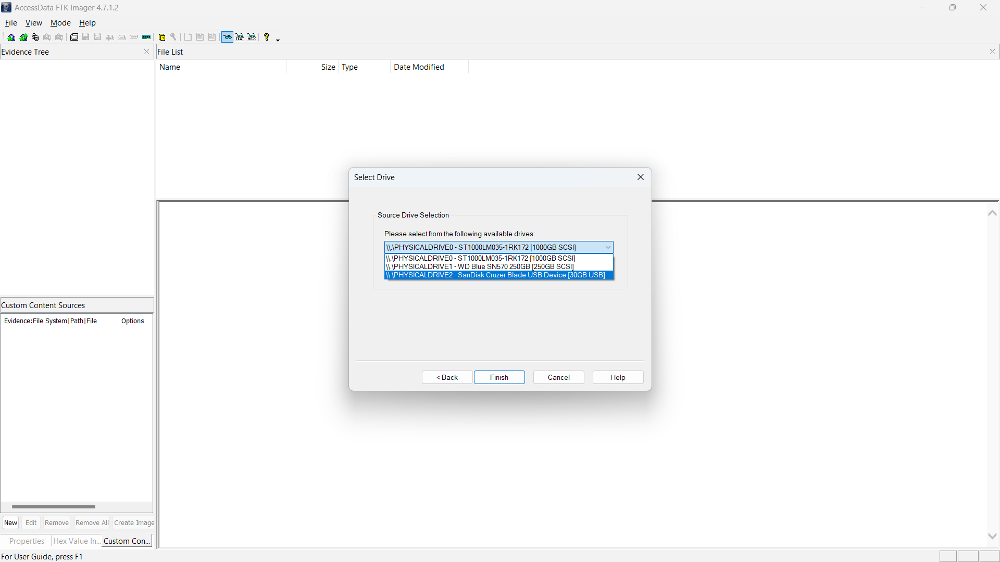 AccessData FTK Imager 4.7.1.2
File View Mode Help
TEXT HEX ?
Evidence Tree
File List
Name Size Type Date Modified
Select Drive
Source Drive Selection
Please select from the following available drives:
\\.\PHYSICALDRIVE0 - ST1000LM035-1RK172 [1000GB SCSI]
\\.\PHYSICALDRIVE0 - ST1000LM035-1RK172 [1000GB SCSI]
\\.\PHYSICALDRIVE1 - WD Blue SN570 250GB [250GB SCSI]
\\.\PHYSICALDRIVE2 - SanDisk Cruzer Blade USB Device [30GB USB]
Custom Content Sources
Evidence:File System|Path|File Options
< Back Finish Cancel Help
New Edit Remove Remove All Create Image
Properties Hex Value In... Custom Con...
For User Guide, press F1